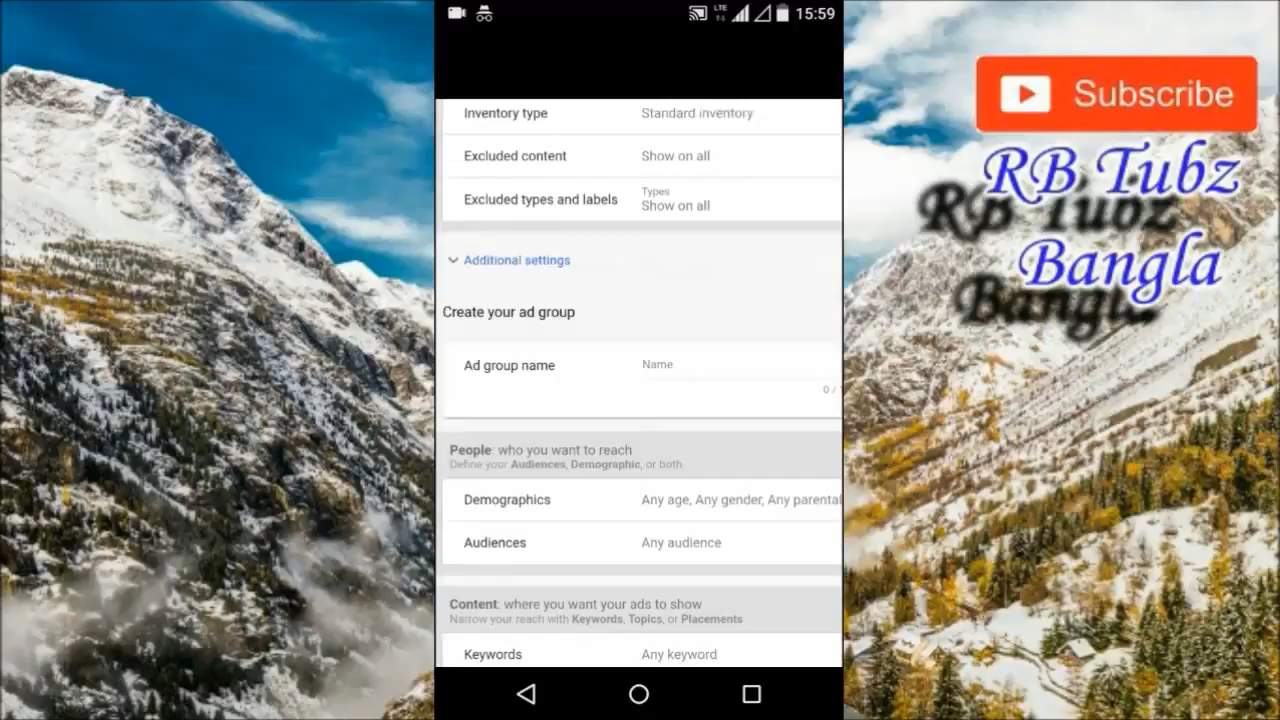 LTE 15:59
Inventory type Standard inventory
Excluded content Show on all
Types
Excluded types and labels Show on all
Additional settings
Create your ad group
Ad group name Name
0 /
People: who you want to reach
Define your Audiences, Demographic, or both
Demographics Any age, Any gender, Any parental
Audiences Any audience
Content: where you want your ads to show
Narrow your reach with Keywords, Topics, or Placements
Keywords Any keyword
Subscribe
RB Tubz
Bangla